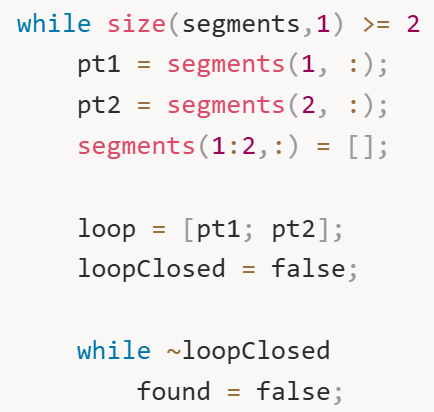 while size(segments,1) >= 2
    pt1 = segments(1, :);
    pt2 = segments(2, :);
    segments(1:2,:) = [];

    loop = [pt1; pt2];
    loopClosed = false;

    while ~loopClosed
        found = false;